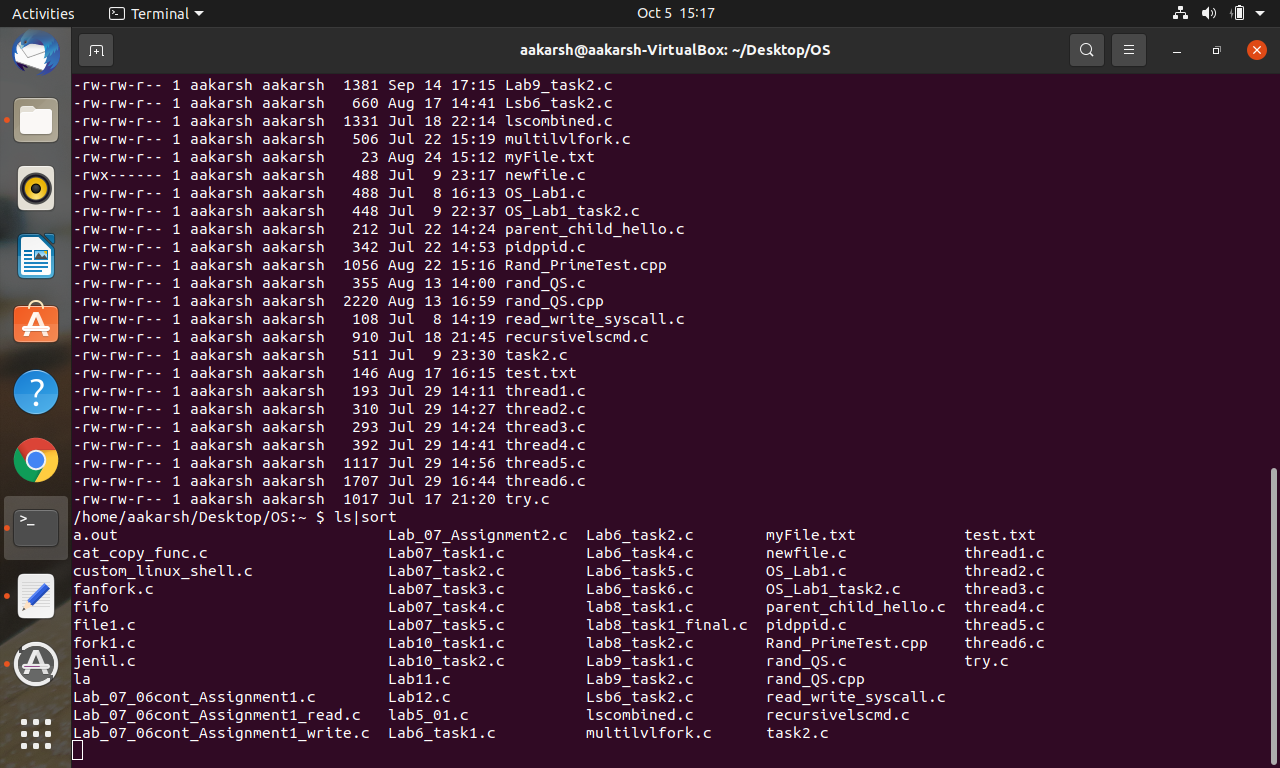 Activities Terminal Oct 5 15:17
aakarsh@aakarsh-VirtualBox: ~/Desktop/OS
-rw-rw-r-- 1 aakarsh aakarsh  1381 Sep 14 17:15 Lab9_task2.c
-rw-rw-r-- 1 aakarsh aakarsh   660 Aug 17 14:41 Lsb6_task2.c
-rw-rw-r-- 1 aakarsh aakarsh  1331 Jul 18 22:14 lscombined.c
-rw-rw-r-- 1 aakarsh aakarsh   506 Jul 22 15:19 multilvlfork.c
-rw-rw-r-- 1 aakarsh aakarsh    23 Aug 24 15:12 myFile.txt
-rwx------ 1 aakarsh aakarsh   488 Jul  9 23:17 newfile.c
-rw-rw-r-- 1 aakarsh aakarsh   488 Jul  8 16:13 OS_Lab1.c
-rw-rw-r-- 1 aakarsh aakarsh   448 Jul  9 22:37 OS_Lab1_task2.c
-rw-rw-r-- 1 aakarsh aakarsh   212 Jul 22 14:24 parent_child_hello.c
-rw-rw-r-- 1 aakarsh aakarsh   342 Jul 22 14:53 pidppid.c
-rw-rw-r-- 1 aakarsh aakarsh  1056 Aug 22 15:16 Rand_PrimeTest.cpp
-rw-rw-r-- 1 aakarsh aakarsh   355 Aug 13 14:00 rand_QS.c
-rw-rw-r-- 1 aakarsh aakarsh  2220 Aug 13 16:59 rand_QS.cpp
-rw-rw-r-- 1 aakarsh aakarsh   108 Jul  8 14:19 read_write_syscall.c
-rw-rw-r-- 1 aakarsh aakarsh   910 Jul 18 21:45 recursivelscmd.c
-rw-rw-r-- 1 aakarsh aakarsh   511 Jul  9 23:30 task2.c
-rw-rw-r-- 1 aakarsh aakarsh   146 Aug 17 16:15 test.txt
-rw-rw-r-- 1 aakarsh aakarsh   193 Jul 29 14:11 thread1.c
-rw-rw-r-- 1 aakarsh aakarsh   310 Jul 29 14:27 thread2.c
-rw-rw-r-- 1 aakarsh aakarsh   293 Jul 29 14:24 thread3.c
-rw-rw-r-- 1 aakarsh aakarsh   392 Jul 29 14:41 thread4.c
-rw-rw-r-- 1 aakarsh aakarsh  1117 Jul 29 14:56 thread5.c
-rw-rw-r-- 1 aakarsh aakarsh  1707 Jul 29 16:44 thread6.c
-rw-rw-r-- 1 aakarsh aakarsh  1017 Jul 17 21:20 try.c
/home/aakarsh/Desktop/OS:~ $ ls|sort
a.out Lab_07_Assignment2.c Lab6_task2.c myFile.txt test.txt
cat_copy_func.c Lab07_task1.c Lab6_task4.c newfile.c thread1.c
custom_linux_shell.c Lab07_task2.c Lab6_task5.c OS_Lab1.c thread2.c
fanfork.c Lab07_task3.c Lab6_task6.c OS_Lab1_task2.c thread3.c
fifo Lab07_task4.c lab8_task1.c parent_child_hello.c thread4.c
file1.c Lab07_task5.c lab8_task1_final.c pidppid.c thread5.c
fork1.c Lab10_task1.c lab8_task2.c Rand_PrimeTest.cpp thread6.c
jenil.c Lab10_task2.c Lab9_task1.c rand_QS.c try.c
la Lab11.c Lab9_task2.c rand_QS.cpp
Lab_07_06cont_Assignment1.c Lab12.c Lsb6_task2.c read_write_syscall.c
Lab_07_06cont_Assignment1_read.c lab5_01.c lscombined.c recursivelscmd.c
Lab_07_06cont_Assignment1_write.c Lab6_task1.c multilvlfork.c task2.c